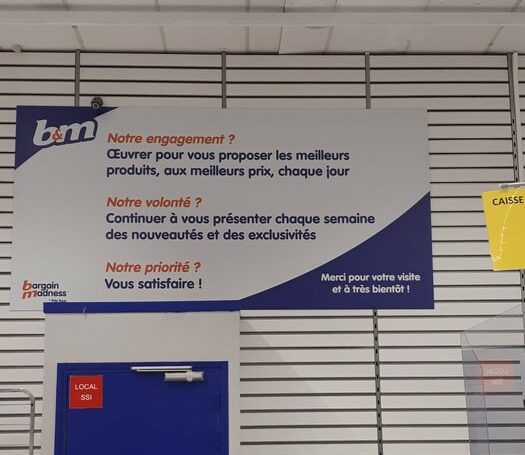 b&m
Notre engagement ?
Œuvrer pour vous proposer les meilleurs
produits, aux meilleurs prix, chaque jour
Notre volonté ?
Continuer à vous présenter chaque semaine
des nouveautés et des exclusivités
Notre priorité ?
Vous satisfaire !
bargain
madness
Merci pour votre visite
et à très bientôt !
CAISSE
LOCAL
SSI